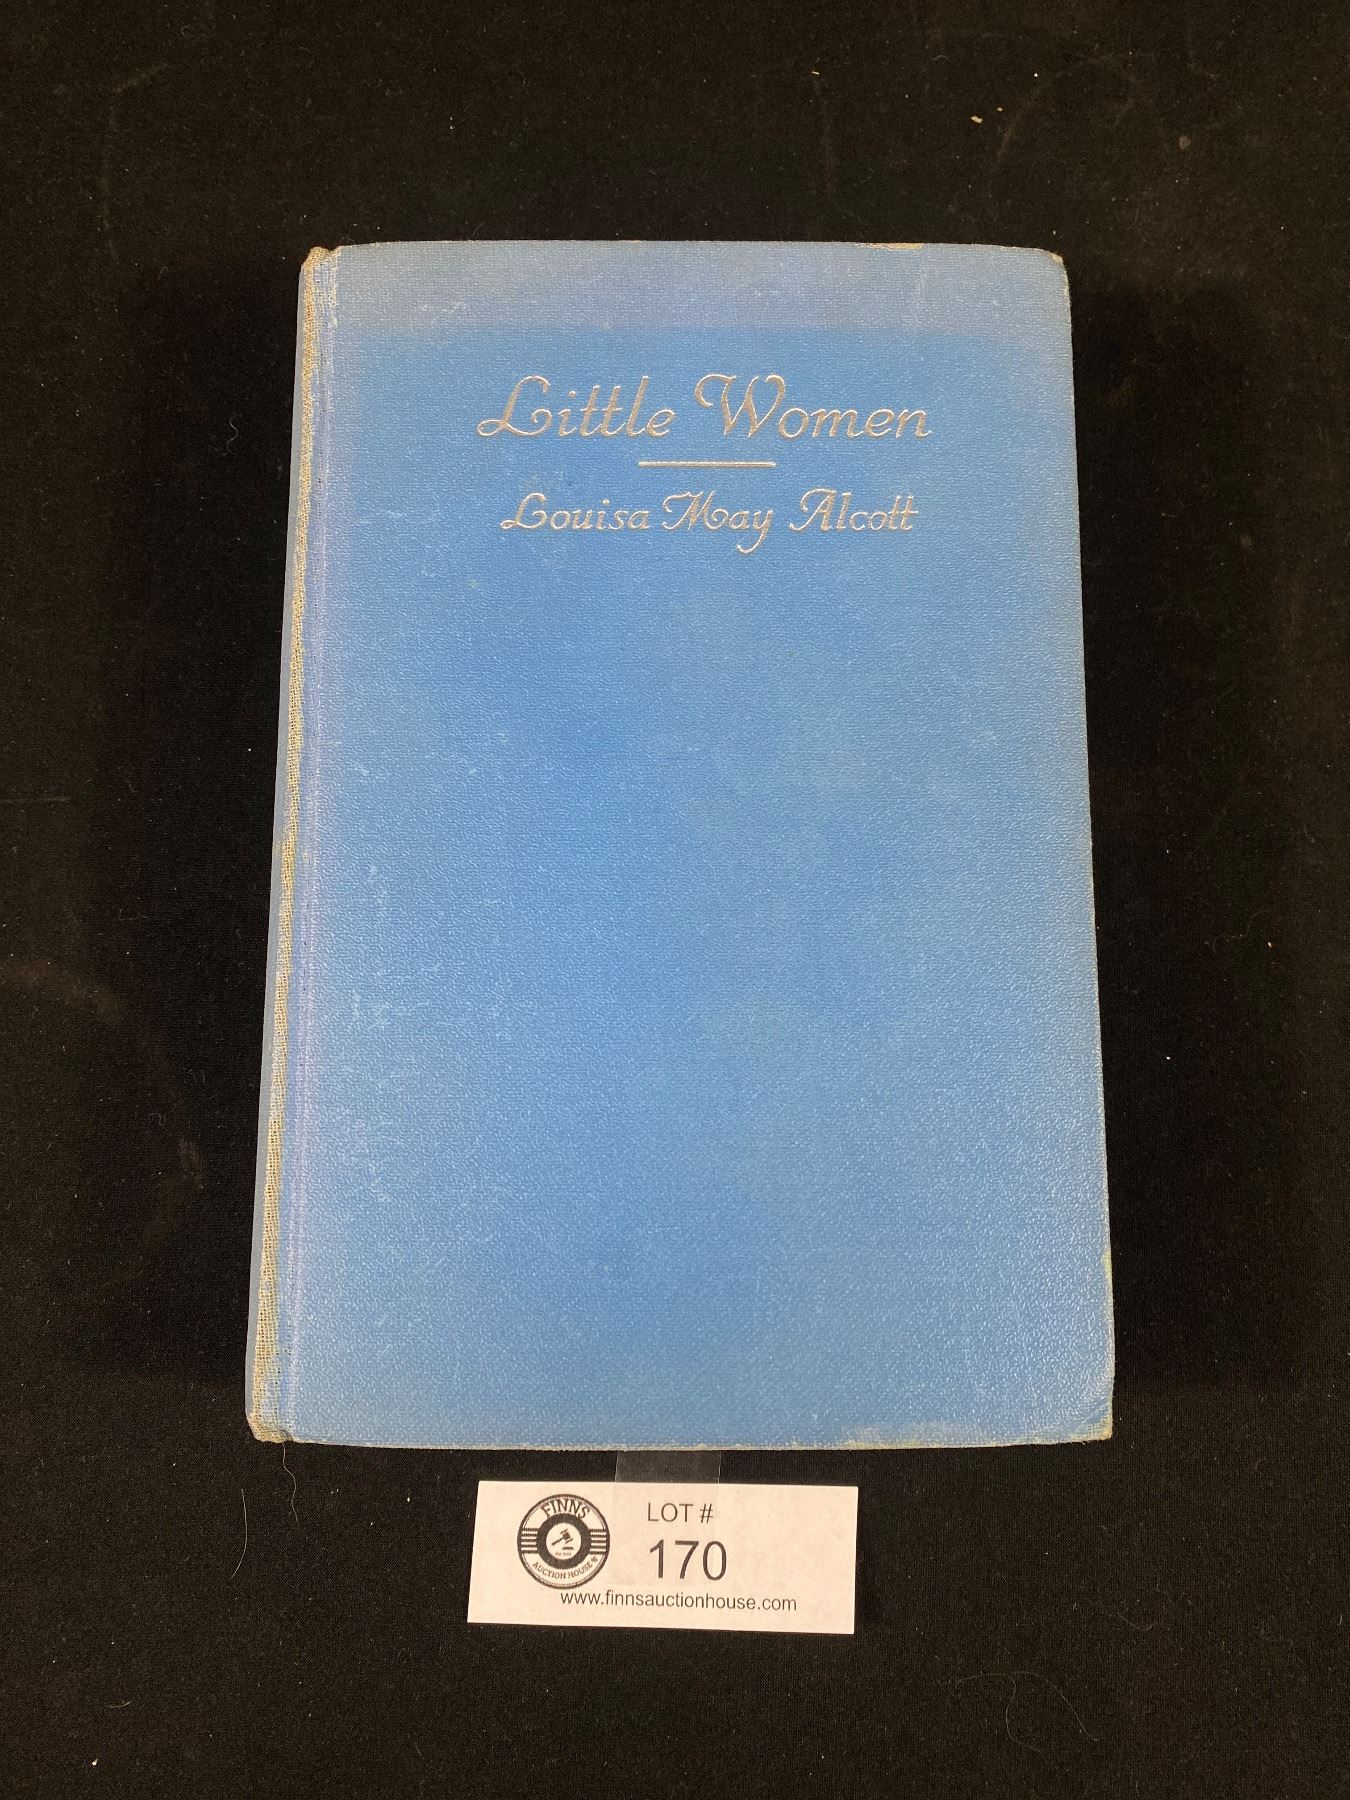 Little Women
Louisa May Alcott
FINNS
AUCTION HOUSE
LOT #
170
www.finnsauctionhouse.com